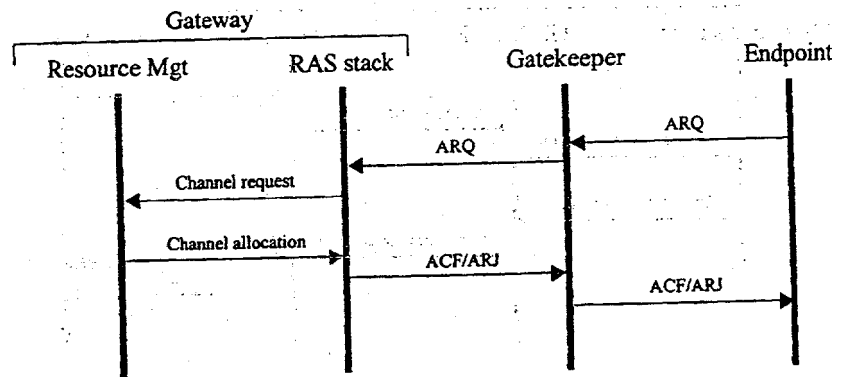 Gateway
Resource Mgt
RAS stack
Gatekeeper
Endpoint
ARQ
ARQ
Channel request
Channel allocation
ACF/ARJ
ACF/ARJ